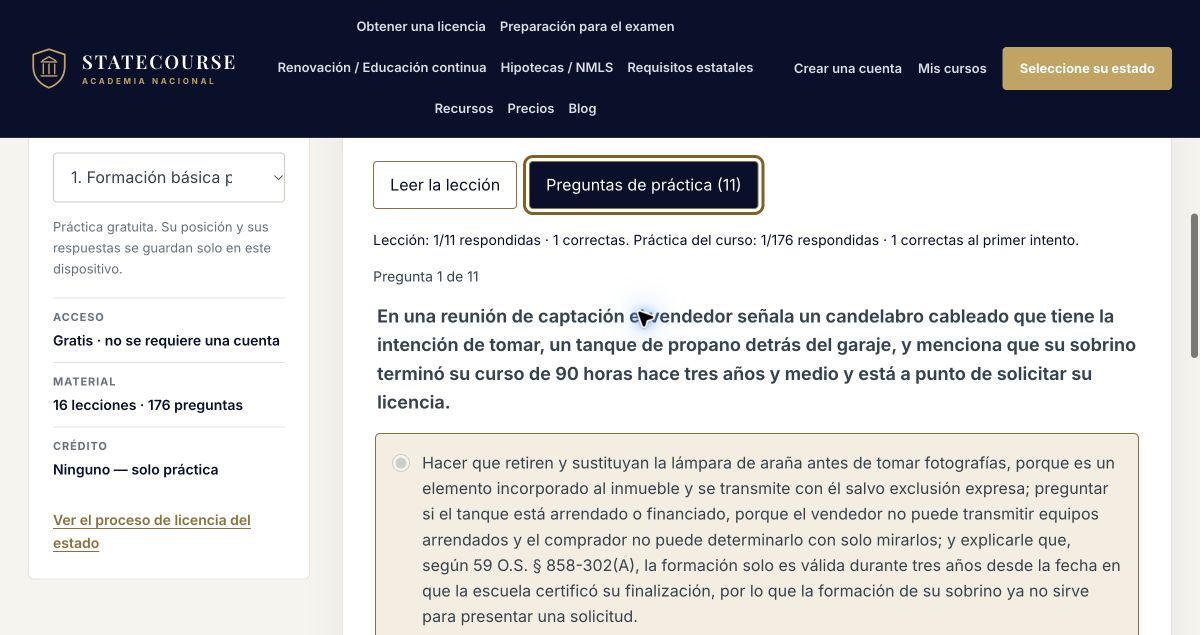 Obtener una licencia Preparación para el examen
STATECOURSE
ACADEMIA NACIONAL
Renovación / Educación continua Hipotecas / NMLS Requisitos estatales
Recursos Precios Blog
Crear una cuenta Mis cursos Seleccione su estado
1. Formación básica p
Práctica gratuita. Su posición y sus
respuestas se guardan solo en este
dispositivo.
ACCESO
Gratis · no se requiere una cuenta
MATERIAL
16 lecciones · 176 preguntas
CRÉDITO
Ninguno — solo práctica
Ver el proceso de licencia del
estado
Leer la lección Preguntas de práctica (11)
Lección: 1/11 respondidas · 1 correctas. Práctica del curso: 1/176 respondidas · 1 correctas al primer intento.
Pregunta 1 de 11
En una reunión de captación vendedor señala un candelabro cableado que tiene la
intención de tomar, un tanque de propano detrás del garaje, y menciona que su sobrino
terminó su curso de 90 horas hace tres años y medio y está a punto de solicitar su
licencia.
Hacer que retiren y sustituyan la lámpara de araña antes de tomar fotografías, porque es un
elemento incorporado al inmueble y se transmite con él salvo exclusión expresa; preguntar
si el tanque está arrendado o financiado, porque el vendedor no puede transmitir equipos
arrendados y el comprador no puede determinarlo con solo mirarlos; y explicarle que,
según 59 O.S. § 858-302(A), la formación solo es válida durante tres años desde la fecha en
que la escuela certificó su finalización, por lo que la formación de su sobrino ya no sirve
para presentar una solicitud.